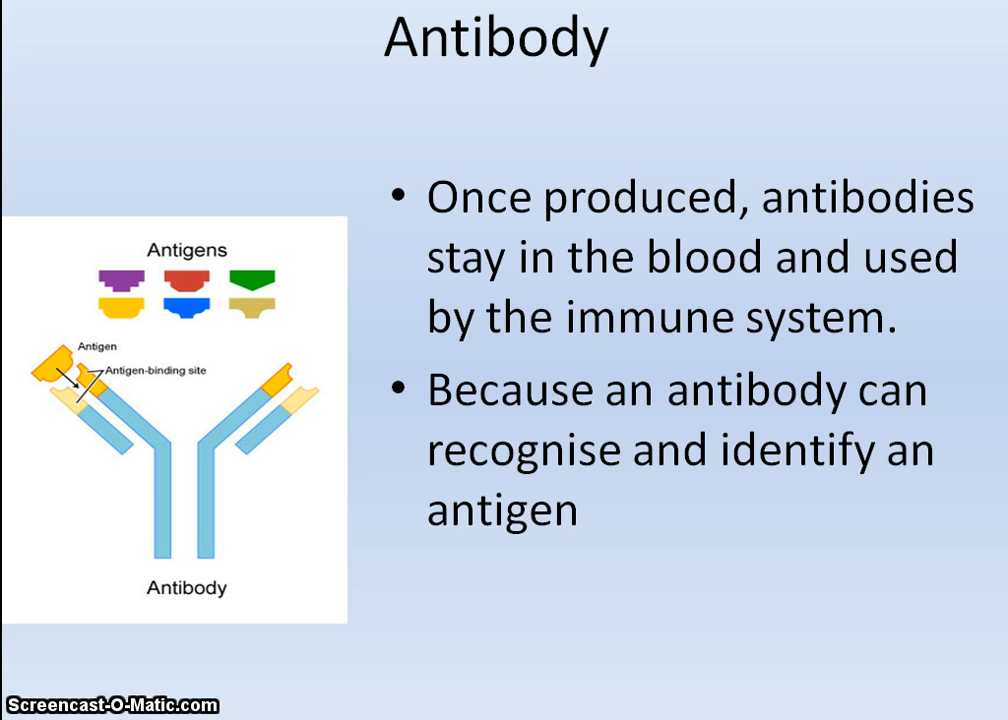 Antibody
Antigens
Antigen
Antigen-binding site
Antibody
• Once produced, antibodies
stay in the blood and used
by the immune system.
• Because an antibody can
recognise and identify an
antigen
Screencast-O-Matic.com